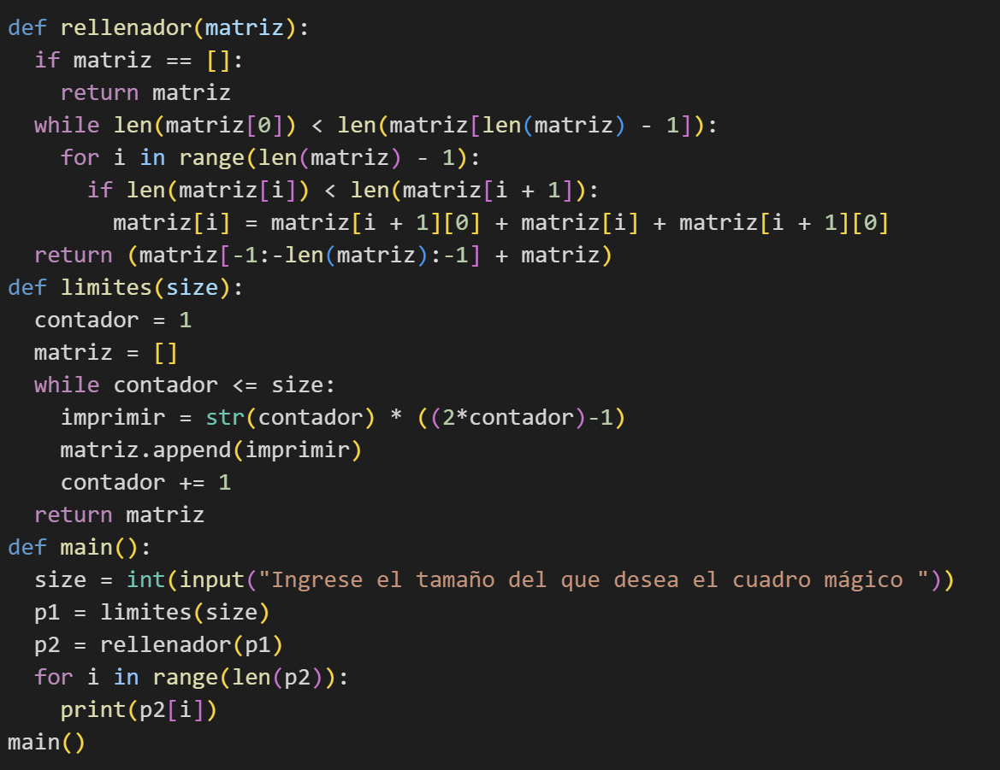 def rellenador(matriz):
  if matriz == []:
    return matriz
  while len(matriz[0]) < len(matriz[len(matriz) - 1]):
    for i in range(len(matriz) - 1):
      if len(matriz[i]) < len(matriz[i + 1]):
        matriz[i] = matriz[i + 1][0] + matriz[i] + matriz[i + 1][0]
  return (matriz[-1:-len(matriz):-1] + matriz)
def limites(size):
  contador = 1
  matriz = []
  while contador <= size:
    imprimir = str(contador) * ((2*contador)-1)
    matriz.append(imprimir)
    contador += 1
  return matriz
def main():
  size = int(input("Ingrese el tamaño del que desea el cuadro mágico "))
  p1 = limites(size)
  p2 = rellenador(p1)
  for i in range(len(p2)):
    print(p2[i])
main()